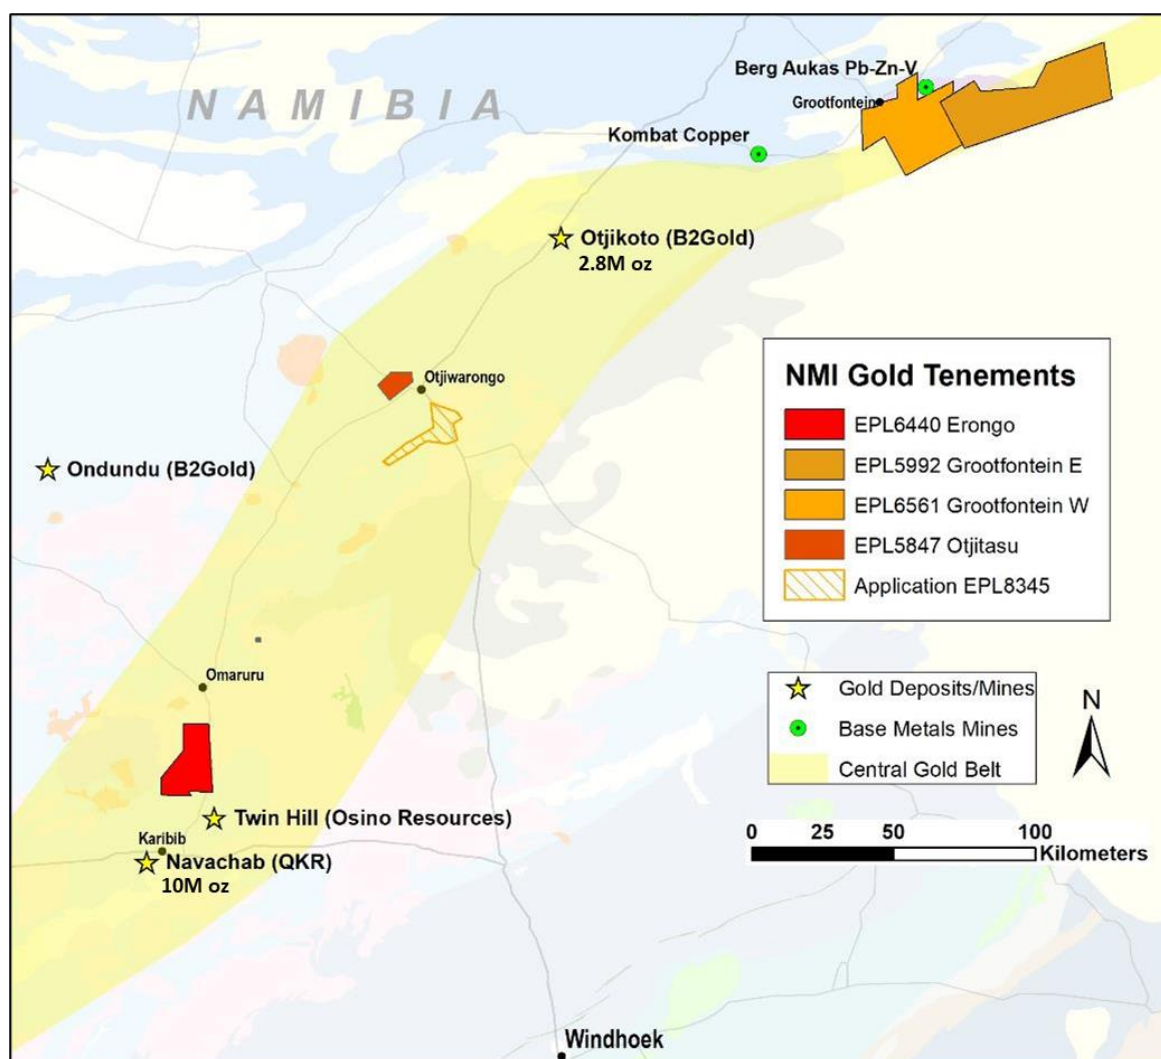 NAMIBIA
Berg Aukas Pb-Zn-V
Grootfontein
Kombat Copper
Otjikoto (B2Gold)
2.8M oz
Otjiwarongo
Ondundu (B2Gold)
Omaruru
Twin Hill (Osino Resources)
Karibib
Navachab (QKR)
10M oz
Windhoek
NMI Gold Tenements
EPL6440 Erongo
EPL5992 Grootfontein E
EPL6561 Grootfontein W
EPL5847 Otjitasu
Application EPL8345
Gold Deposits/Mines
Base Metals Mines
Central Gold Belt
N
0 25 50 100
Kilometers